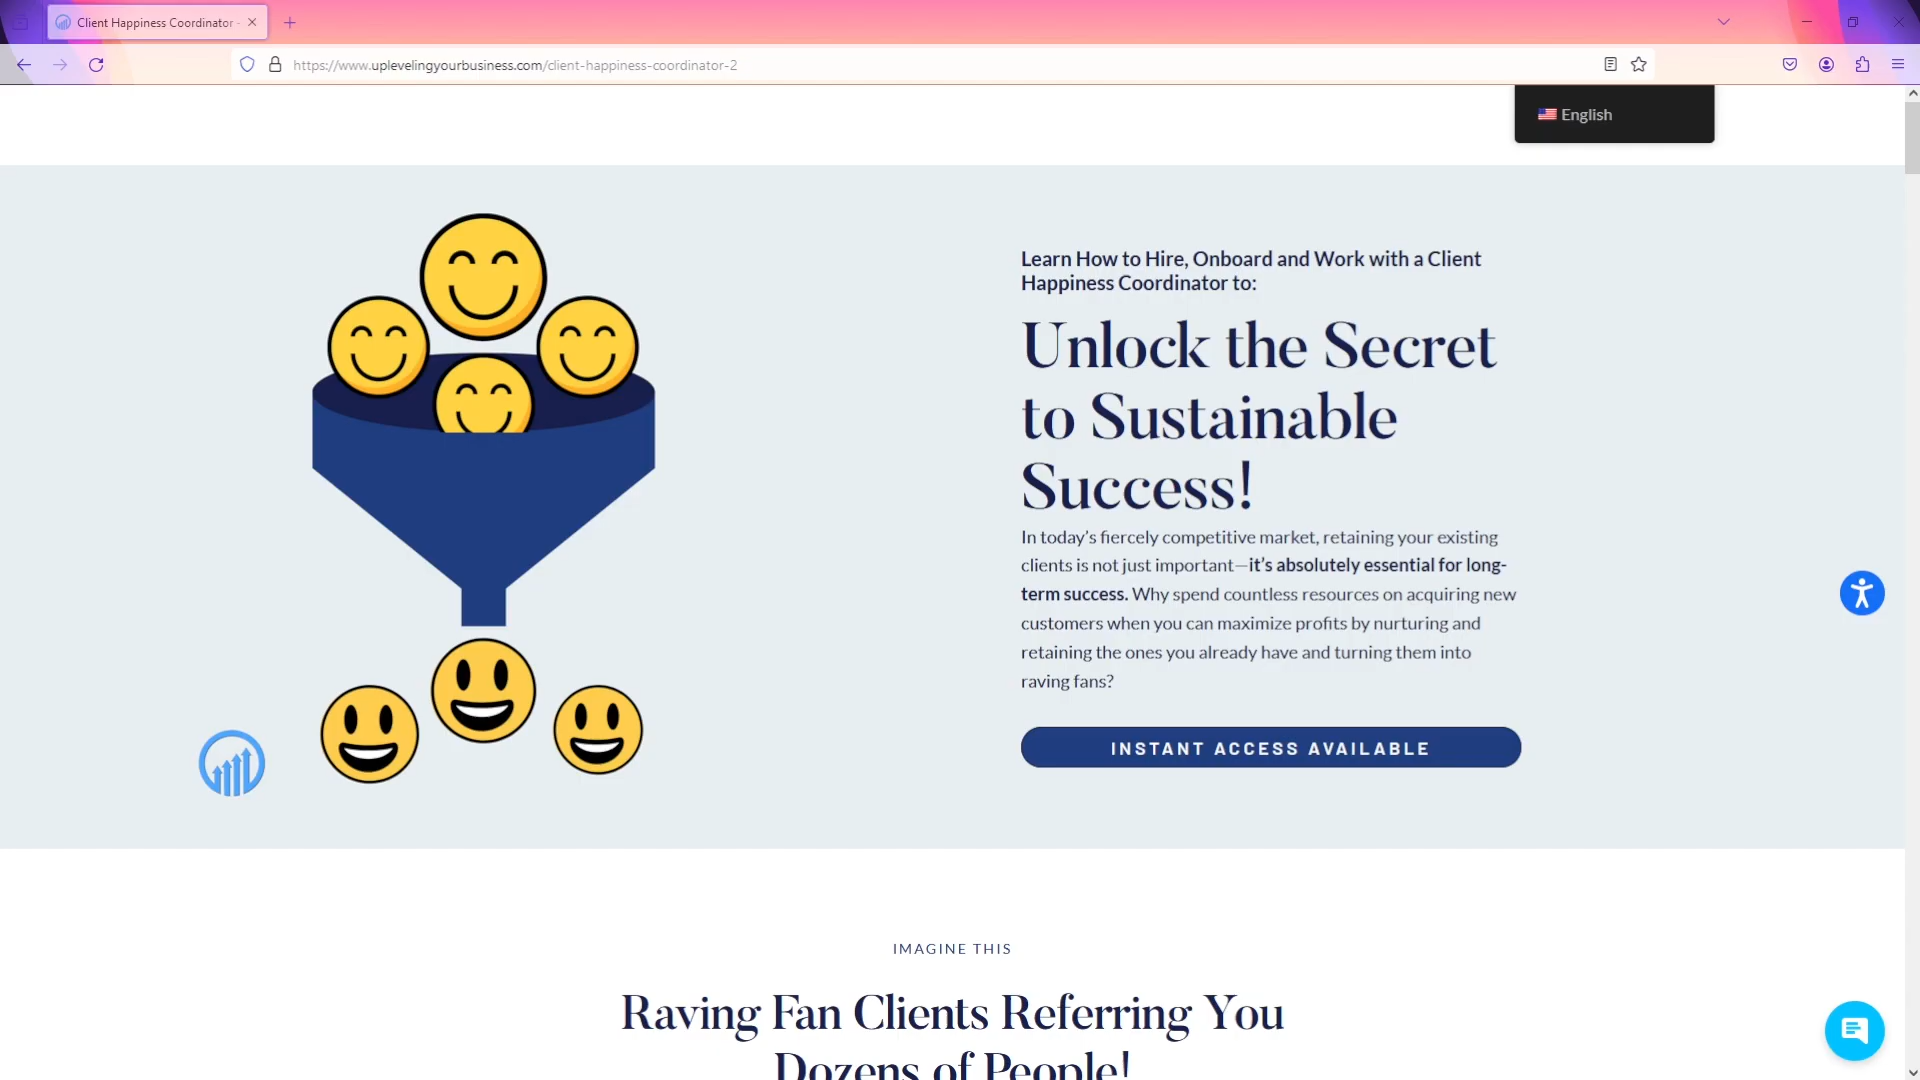 Client Happiness Coordinator -
https://www.uplevelingyourbusiness.com/client-happiness-coordinator-2
English
Learn How to Hire, Onboard and Work with a Client
Happiness Coordinator to:
Unlock the Secret
to Sustainable
Success!
In today's fiercely competitive market, retaining your existing
clients is not just important—it's absolutely essential for long-
term success. Why spend countless resources on acquiring new
customers when you can maximize profits by nurturing and
retaining the ones you already have and turning them into
raving fans?
INSTANT ACCESS AVAILABLE
IMAGINE THIS
Raving Fan Clients Referring You
Dozens of People!